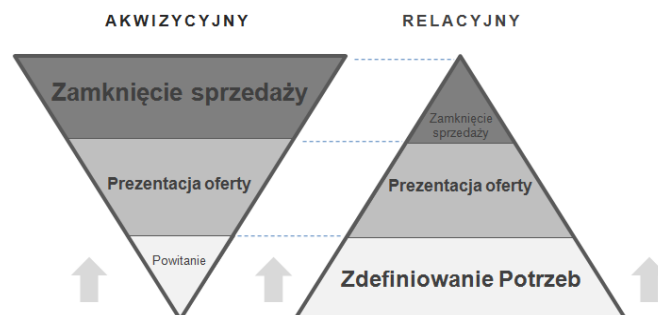 AKWIZYCYJNY
RELACYJNY
Zamknięcie sprzedaży
Prezentacja oferty
Powitanie
Zamknięcie
sprzedaży
Prezentacja oferty
Zdefiniowanie Potrzeb